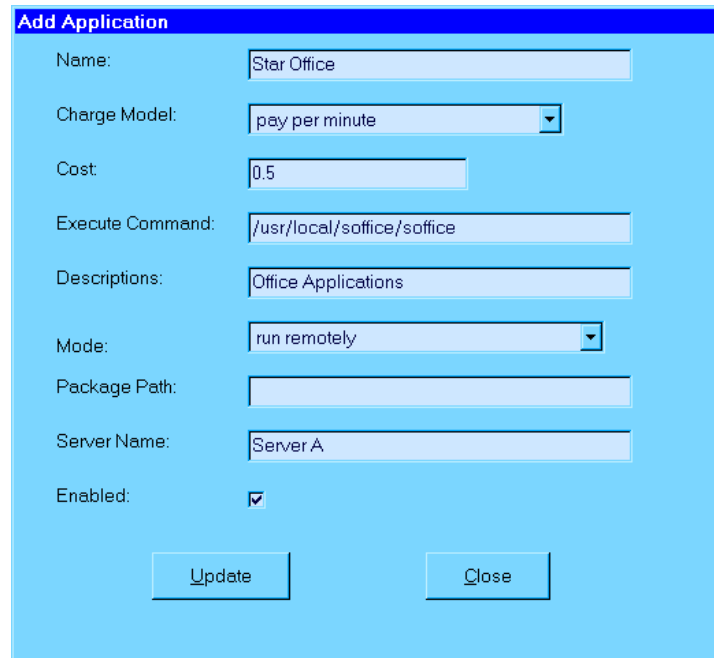 Add Application
Name: Star Office
Charge Model: pay per minute
Cost: 0.5
Execute Command: /usr/local/soffice/soffice
Descriptions: Office Applications
Mode: run remotely
Package Path:
Server Name: Server A
Enabled:
Update Close